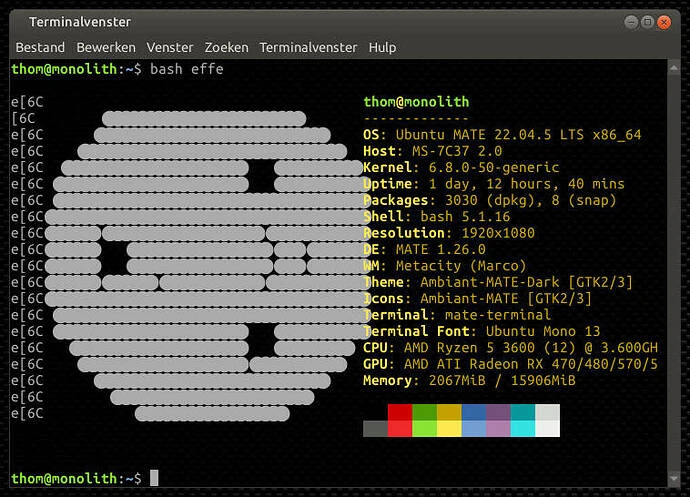 Terminalvenster
Bestand Bewerken Venster Zoeken Terminalvenster Hulp
thom@monolith:~$ bash effe
e[6C thom@monolith
[6C -------------
e[6C OS: Ubuntu MATE 22.04.5 LTS x86_64
e[6C Host: MS-7C37 2.0
e[6C Kernel: 6.8.0-50-generic
e[6C Uptime: 1 day, 12 hours, 40 mins
e[6C Packages: 3030 (dpkg), 8 (snap)
e[6C Shell: bash 5.1.16
e[6C Resolution: 1920x1080
e[6C DE: MATE 1.26.0
e[6C WM: Metacity (Marco)
e[6C Theme: Ambiant-MATE-Dark [GTK2/3]
e[6C Icons: Ambiant-MATE [GTK2/3]
e[6C Terminal: mate-terminal
e[6C Terminal Font: Ubuntu Mono 13
e[6C CPU: AMD Ryzen 5 3600 (12) @ 3.600GH
e[6C GPU: AMD ATI Radeon RX 470/480/570/5
e[6C Memory: 2067MiB / 15906MiB
e[6C
e[6C
thom@monolith:~$